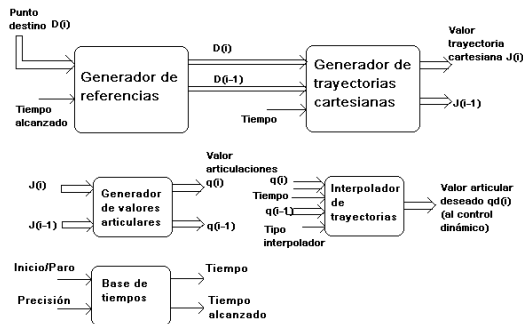 Punto
destino D(i)
Generador de
referencias
Tiempo
alcanzado
D(i)
D(i-1)
Generador de
trayectorias
cartesianas
Tiempo
Valor
trayectoria
cartesiana J(i)
J(i-1)
J(i)
J(i-1)
Generador
de valores
articulares
Valor
articulaciones
q(i)
q(i-1)
q(i)
Tiempo
q(i-1)
Tipo
interpolador
Interpolador
de
trayectorias
Valor articular
deseado qd(i)
(al control
dinámico)
Inicio/Paro
Precisión
Base de
tiempos
Tiempo
Tiempo
alcanzado